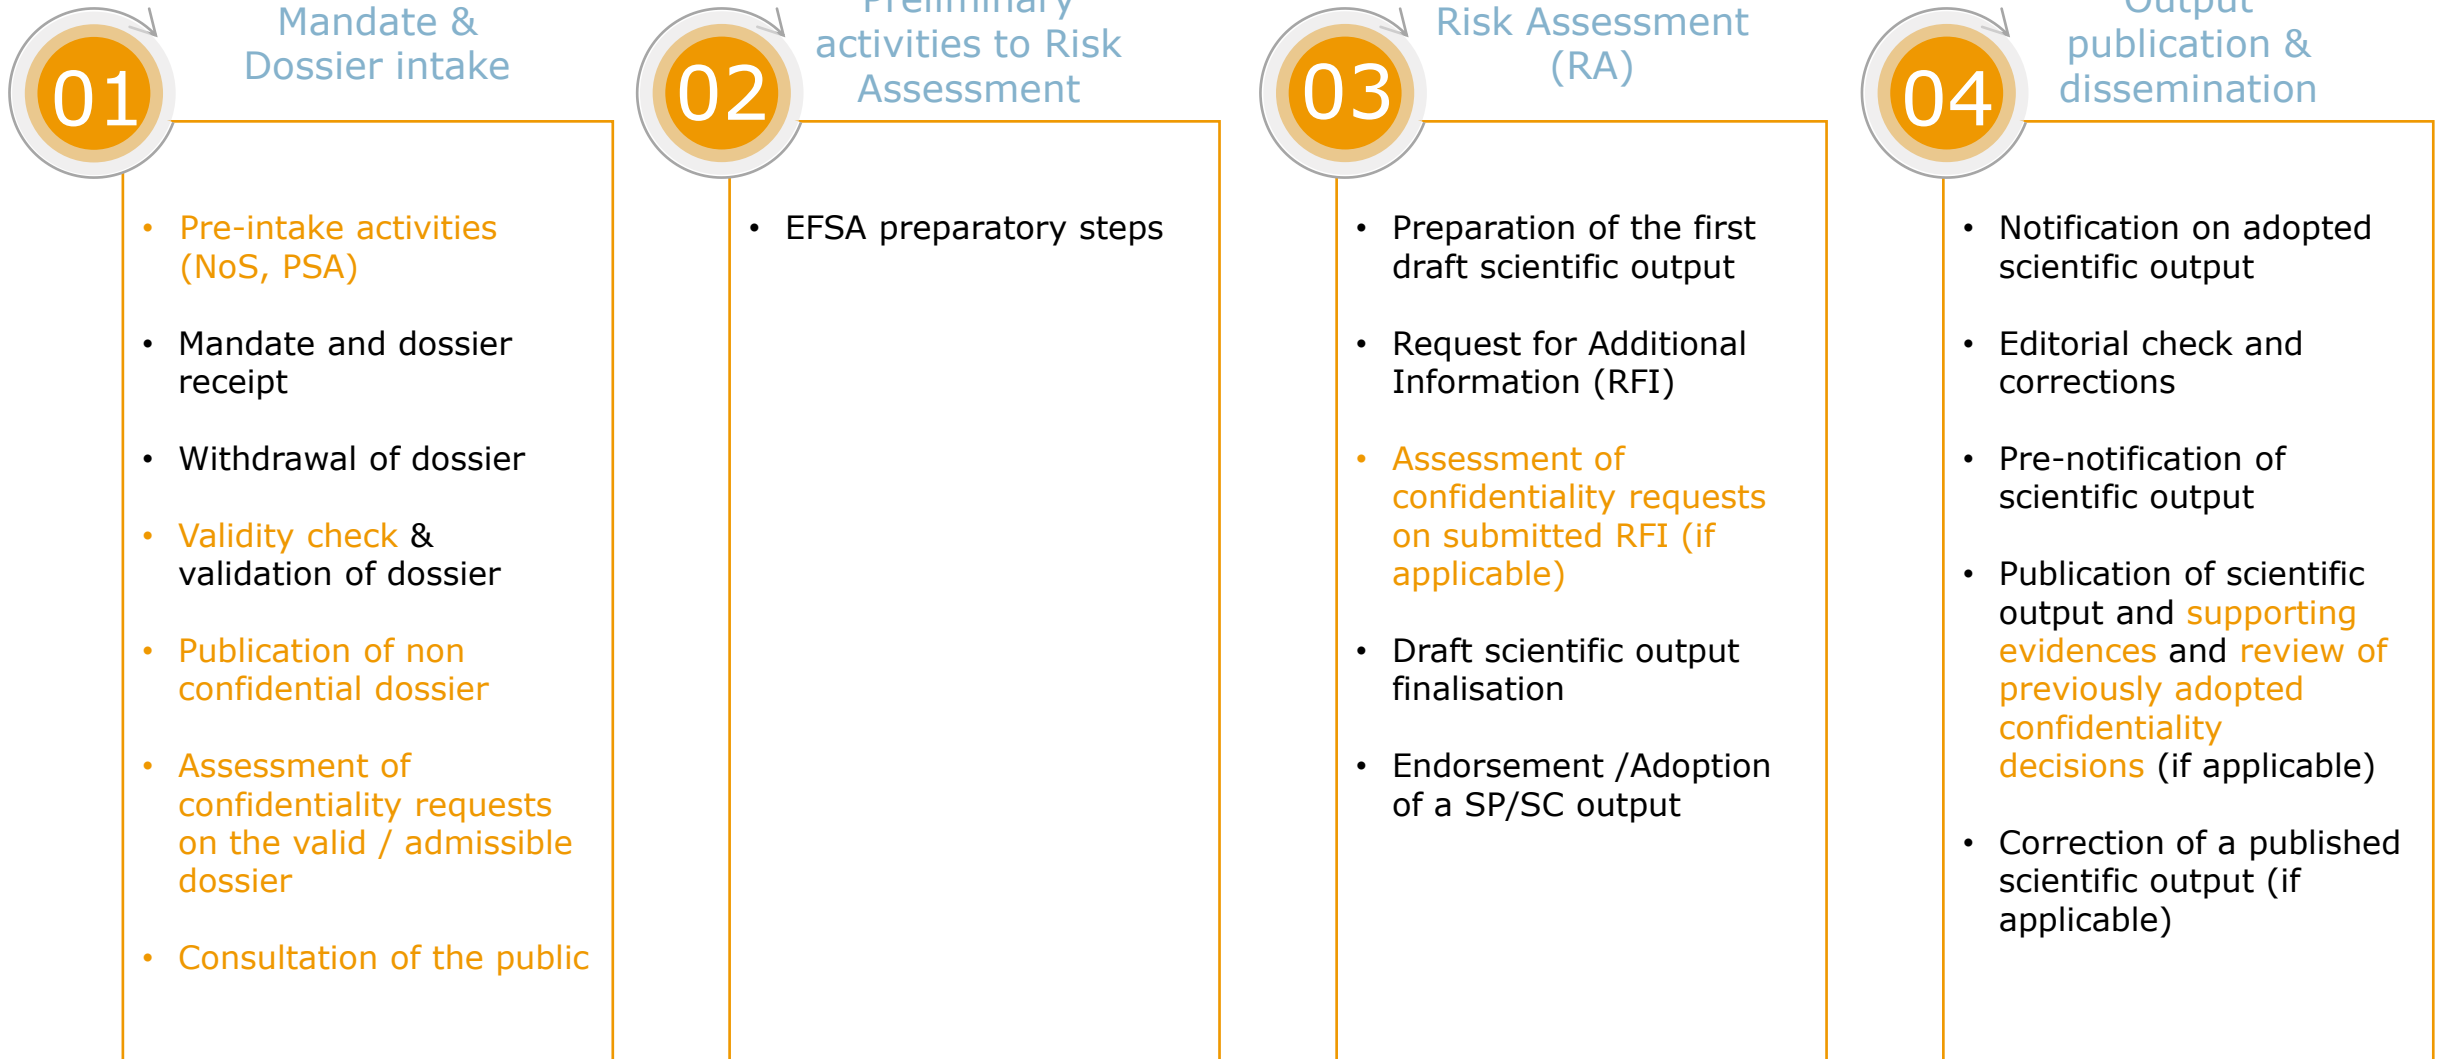 01
Mandate &
Dossier intake
• Pre-intake activities
(NoS, PSA)
• Mandate and dossier
receipt
• Withdrawal of dossier
• Validity check &
validation of dossier
• Publication of non
confidential dossier
• Assessment of
confidentiality requests
on the valid / admissible
dossier
• Consultation of the public
02
Preliminary
activities to Risk
Assessment
• EFSA preparatory steps
03
Risk Assessment
(RA)
• Preparation of the first
draft scientific output
• Request for Additional
Information (RFI)
• Assessment of
confidentiality requests
on submitted RFI (if
applicable)
• Draft scientific output
finalisation
• Endorsement /Adoption
of a SP/SC output
04
Output
publication &
dissemination
• Notification on adopted
scientific output
• Editorial check and
corrections
• Pre-notification of
scientific output
• Publication of scientific
output and supporting
evidences and review of
previously adopted
confidentiality
decisions (if applicable)
• Correction of a published
scientific output (if
applicable)